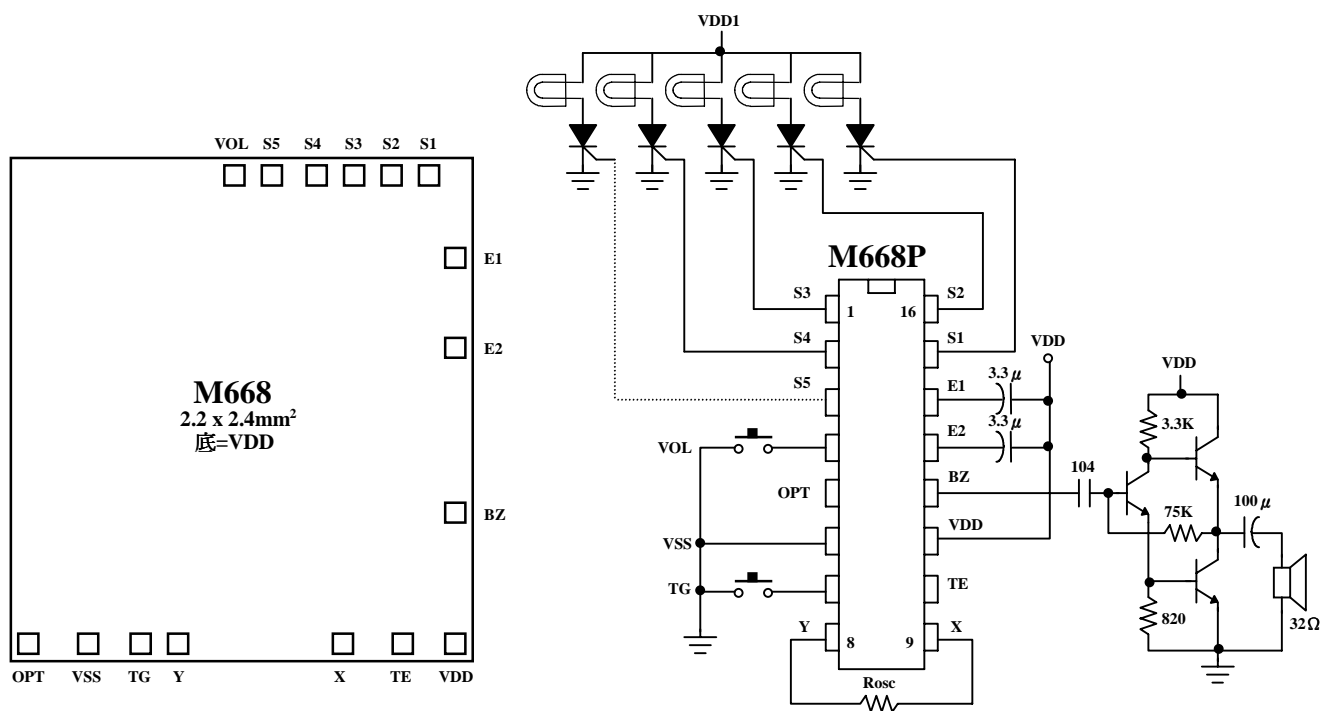 VDD1
VOL S5 S4 S3 S2 S1
E1
E2
M668
2.2 x 2.4mm²
底=VDD
BZ
OPT VSS TG Y X TE VDD
M668P
S3 1 16 S2
S4 S1
S5 E1 3.3μ VDD
VOL E2 3.3μ
OPT BZ 104
VSS VDD
TG TE
Y 8 9 X
Rosc
VDD
3.3K
75K 100μ
820 32Ω